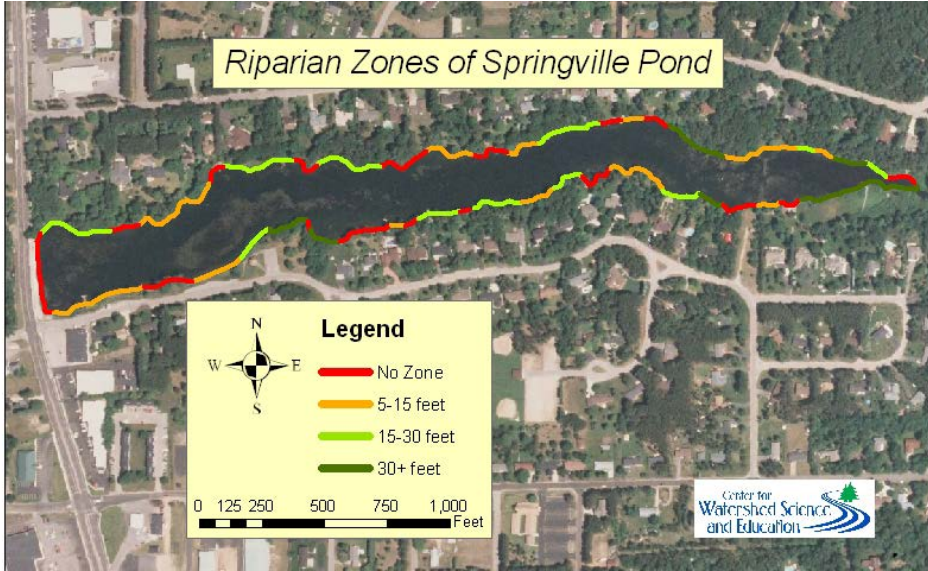 Riparian Zones of Springville Pond
N
W
E
S
Legend
No Zone
5-15 feet
15-30 feet
30+ feet
0 125 250 500 750 1,000
Feet
Center for
Watershed Science
and Education